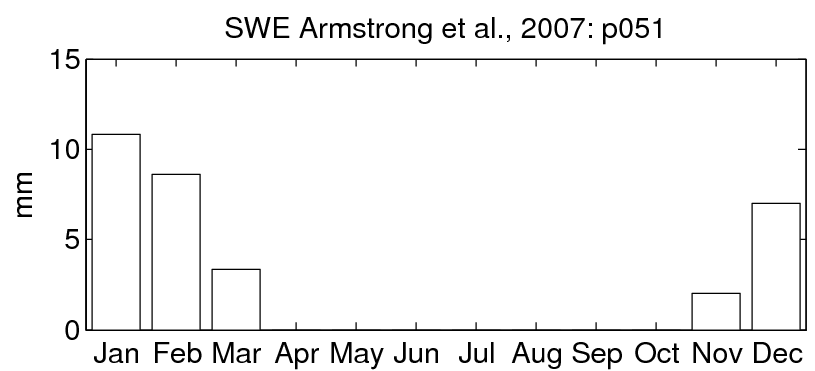 SWE Armstrong et al., 2007: p051
15
10
5
0
mm
Jan Feb Mar Apr May Jun Jul Aug Sep Oct Nov Dec